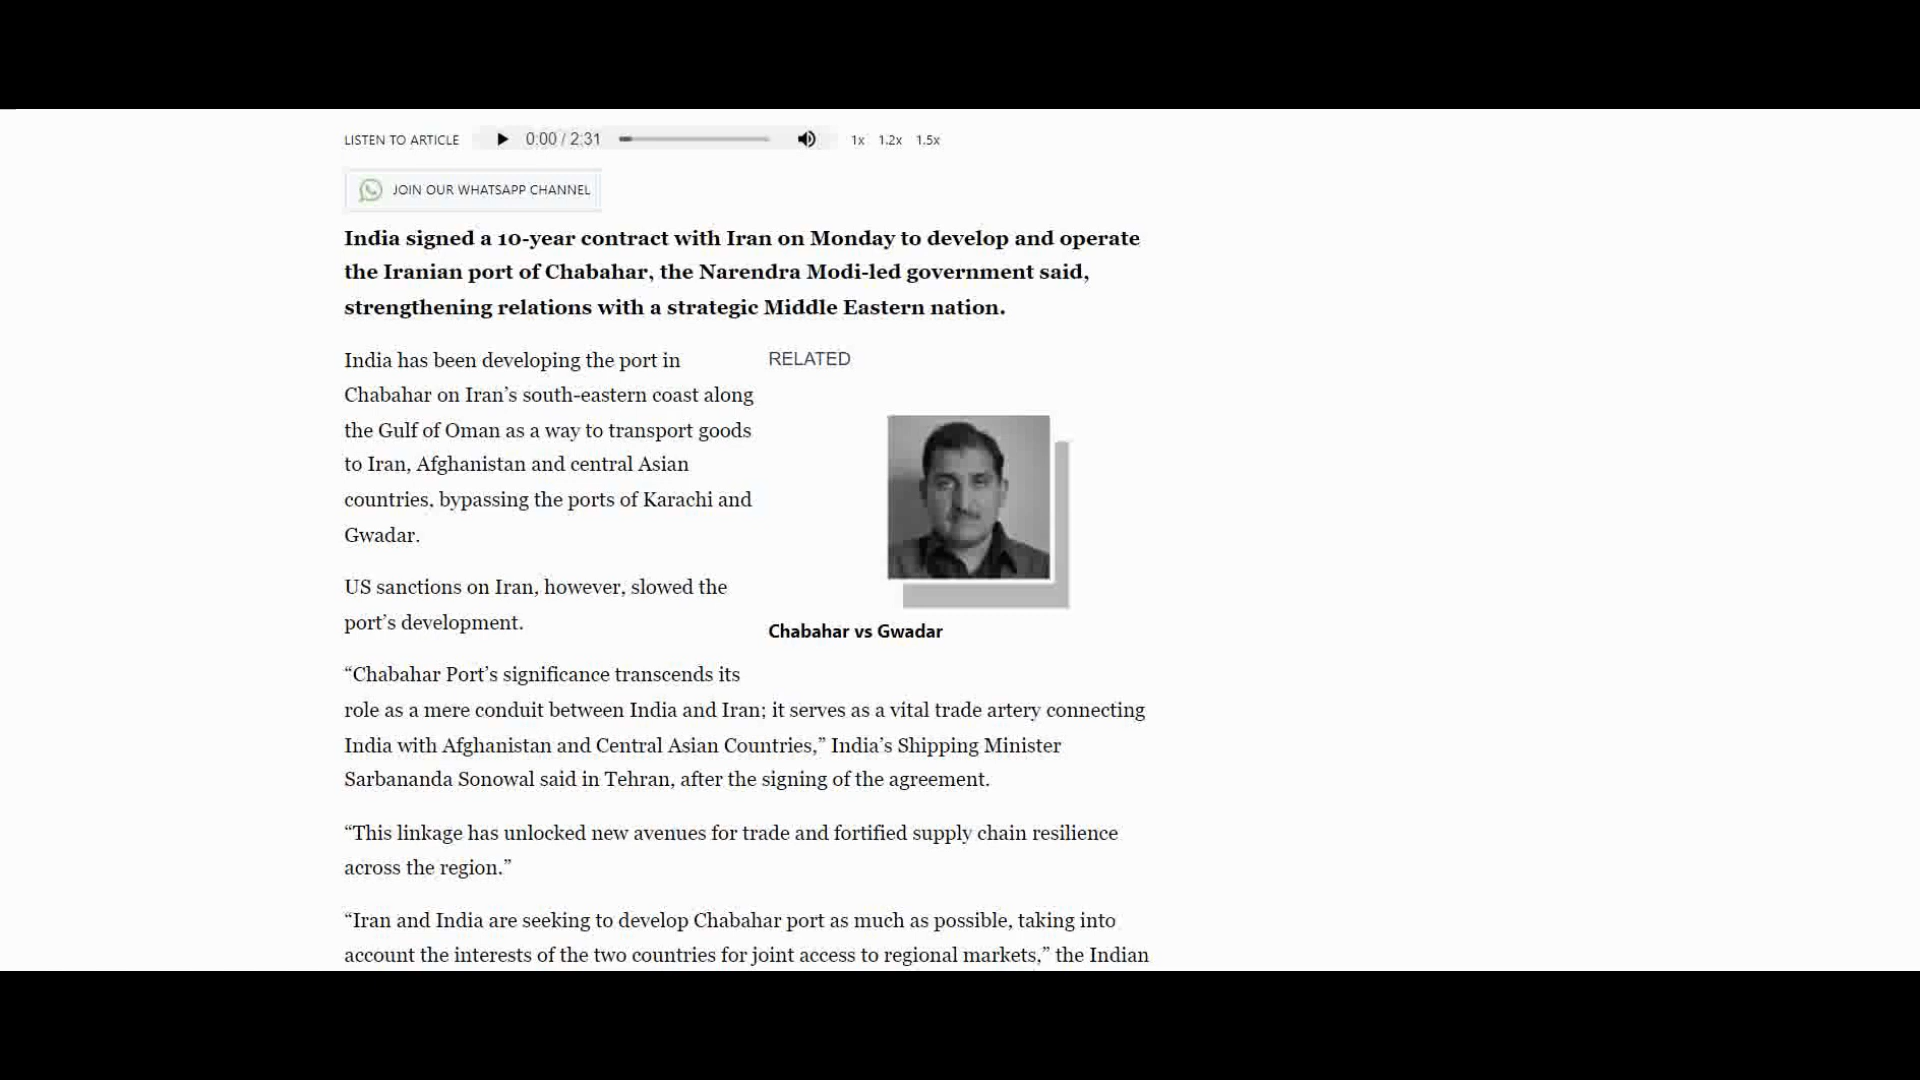 LISTEN TO ARTICLE 0:00 / 2:31 1x 1.2x 1.5x
JOIN OUR WHATSAPP CHANNEL
India signed a 10-year contract with Iran on Monday to develop and operate
the Iranian port of Chabahar, the Narendra Modi-led government said,
strengthening relations with a strategic Middle Eastern nation.
India has been developing the port in
Chabahar on Iran’s south-eastern coast along
the Gulf of Oman as a way to transport goods
to Iran, Afghanistan and central Asian
countries, bypassing the ports of Karachi and
Gwadar.
US sanctions on Iran, however, slowed the
port’s development.
RELATED
Chabahar vs Gwadar
“Chabahar Port’s significance transcends its
role as a mere conduit between India and Iran; it serves as a vital trade artery connecting
India with Afghanistan and Central Asian Countries,” India’s Shipping Minister
Sarbananda Sonowal said in Tehran, after the signing of the agreement.
“This linkage has unlocked new avenues for trade and fortified supply chain resilience
across the region.”
“Iran and India are seeking to develop Chabahar port as much as possible, taking into
account the interests of the two countries for joint access to regional markets,” the Indian